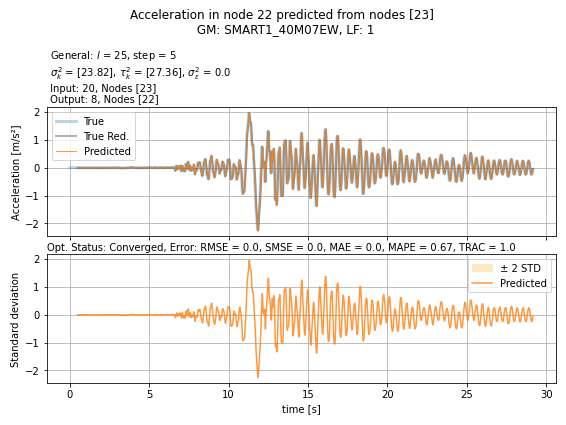 Acceleration in node 22 predicted from nodes [23]
GM: SMART1_40M07EW, LF: 1
General: l = 25, step = 5
σ²ₖ = [23.82], τ²ₖ = [27.36], σ²ε = 0.0
Input: 20, Nodes [23]
Output: 8, Nodes [22]
True
True Red.
Predicted
Acceleration [m/s²]
2
1
0
−1
−2
Opt. Status: Converged, Error: RMSE = 0.0, SMSE = 0.0, MAE = 0.0, MAPE = 0.67, TRAC = 1.0
± 2 STD
Predicted
Standard deviation
2
1
0
−1
−2
0 5 10 15 20 25 30
time [s]